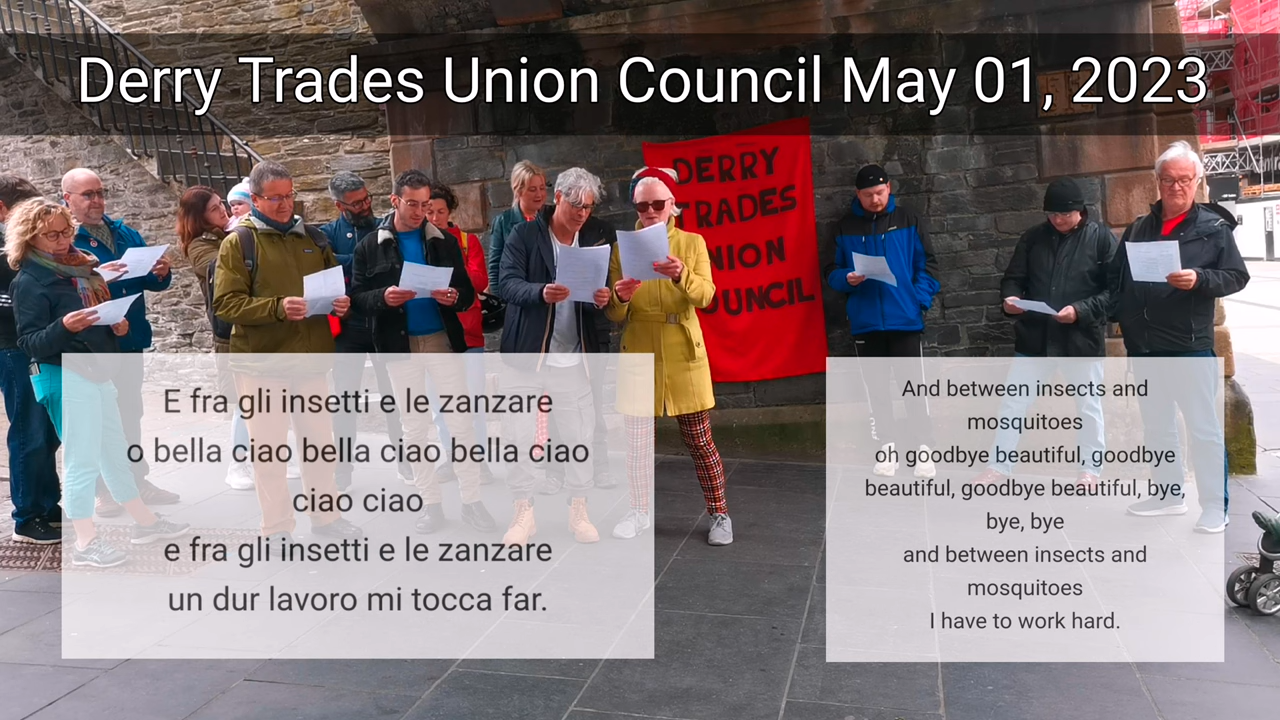 Derry Trades Union Council May 01, 2023
DERRY
TRADES
NION
OUNCIL
E fra gli insetti e le zanzare
o bella ciao bella ciao bella ciao
ciao ciao
e fra gli insetti e le zanzare
un dur lavoro mi tocca far.
And between insects and
mosquitoes
oh goodbye beautiful, goodbye
beautiful, goodbye beautiful, bye,
bye, bye
and between insects and
mosquitoes
I have to work hard.